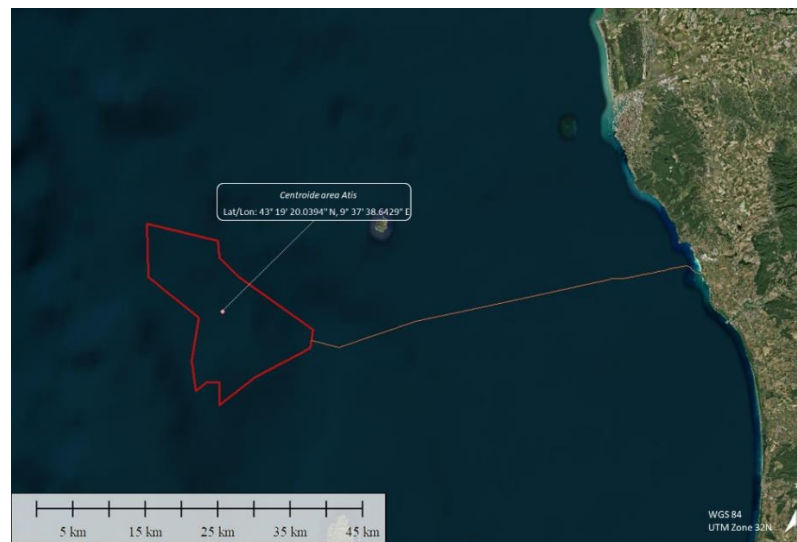 Centroide area Atis
Lat/Lon: 43° 19' 20.0394" N, 9° 37' 38.6429" E
5 km 15 km 25 km 35 km 45 km
WGS 84
UTM Zone 32N